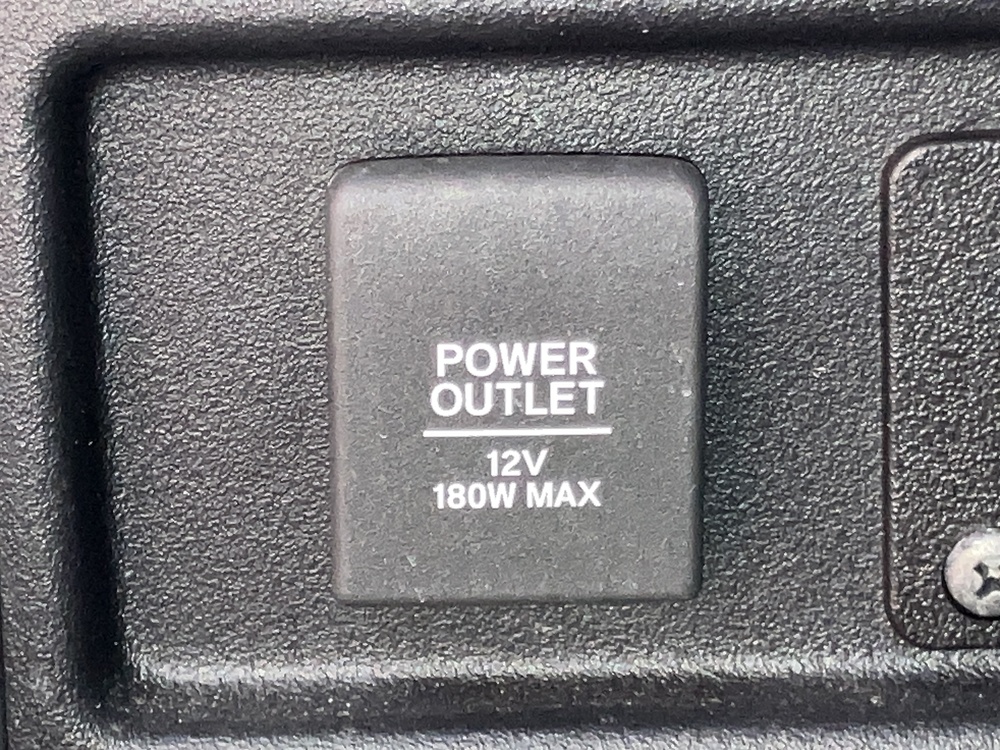 POWER
OUTLET
12V
180W MAX